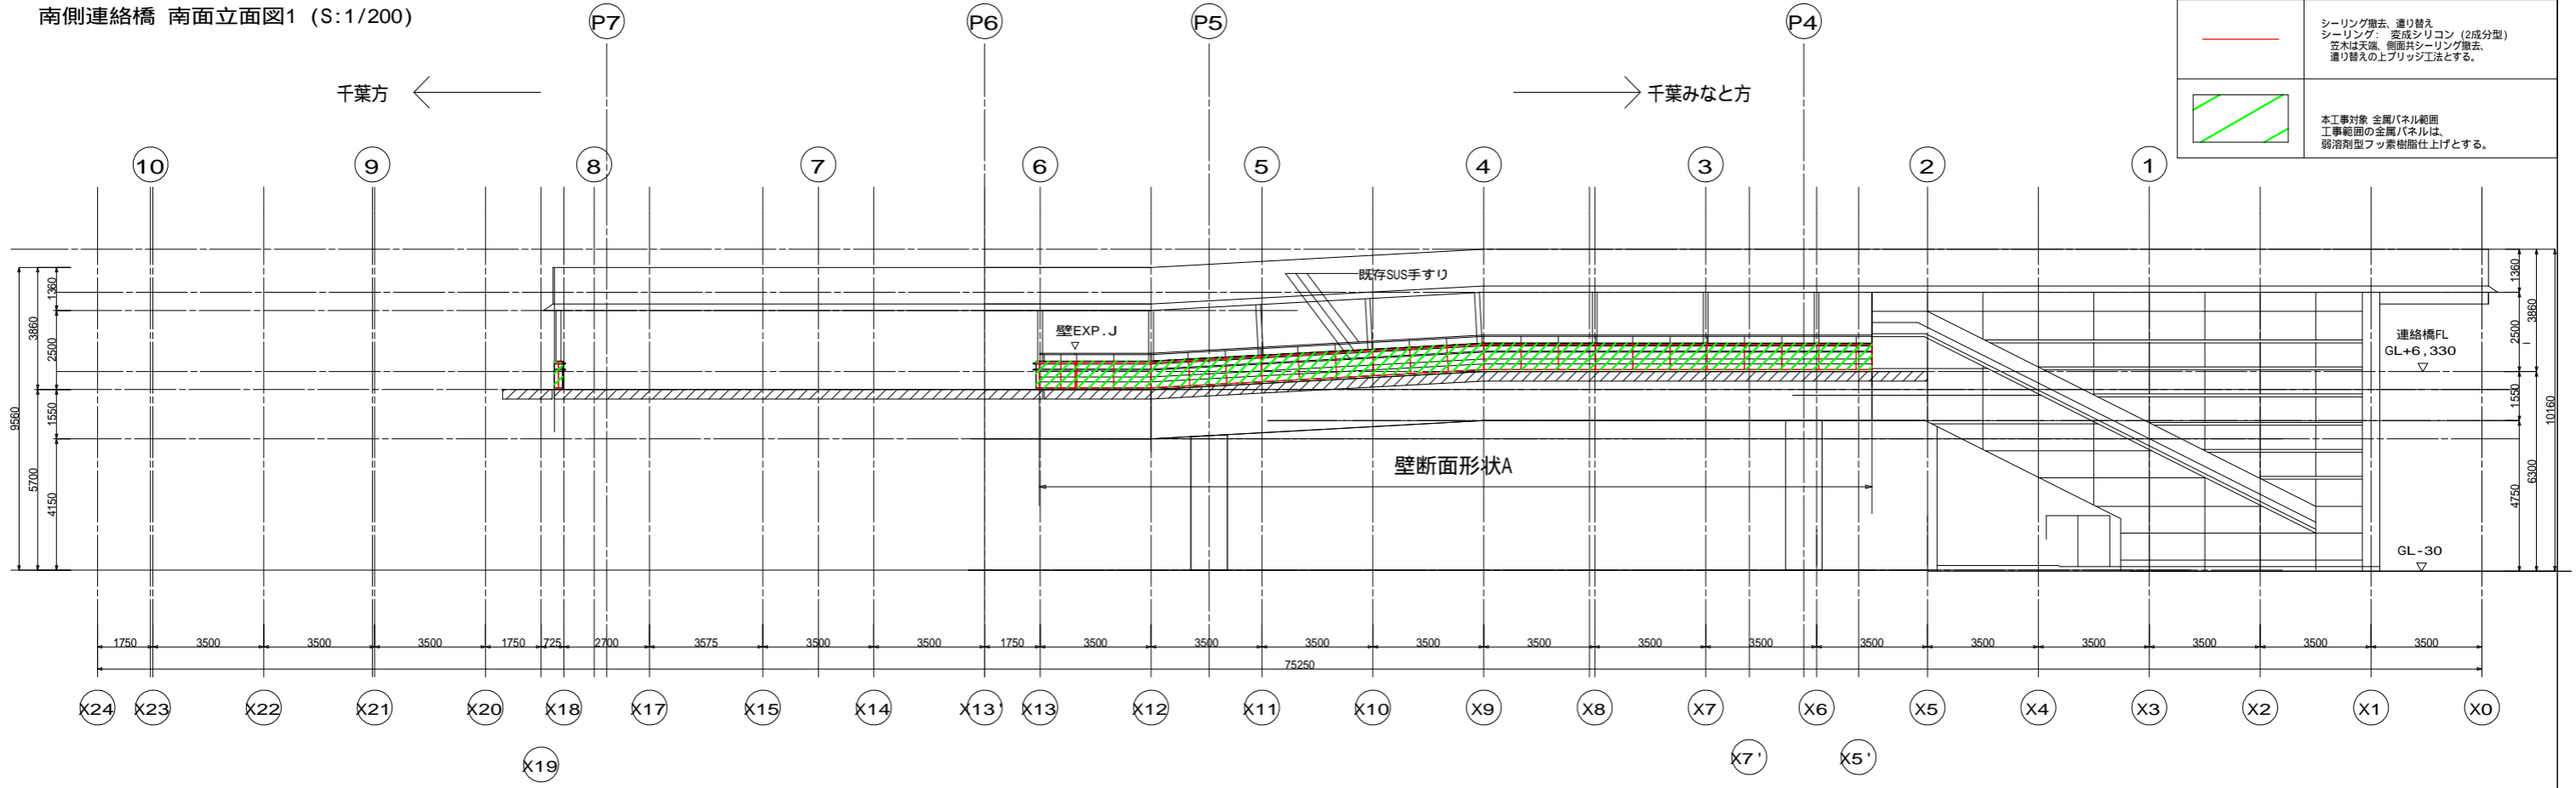 南側連絡橋 南面立面図1 (S:1/200)
P7
P6
P5
P4
シーリング撤去、遣り替え
シーリング: 変成シリコン (2成分型)
笠木は天端、側面共シーリング撤去、
遣り替えの上ブリッジ工法とする。
千葉方
千葉みなと方
本工事対象 金属パネル範囲
工事範囲の金属パネルは、
弱溶剤型フッ素樹脂仕上げとする。
10
9
8
7
6
5
4
3
2
1
既存SUS手すり
壁EXP.J
連絡橋FL
GL+6,330
壁断面形状A
GL-30
9560
3860
5700
1360
2500
1550
4150
1360
2500
1550
4750
3860
6300
10160
1750
3500
3500
3500
1750
725
2700
3575
3500
3500
1750
3500
3500
3500
3500
3500
3500
3500
3500
3500
3500
3500
3500
3500
75250
X24
X23
X22
X21
X20
X18
X17
X15
X14
X13'
X13
X12
X11
X10
X9
X8
X7
X6
X5
X4
X3
X2
X1
X0
X19
X7'
X5'